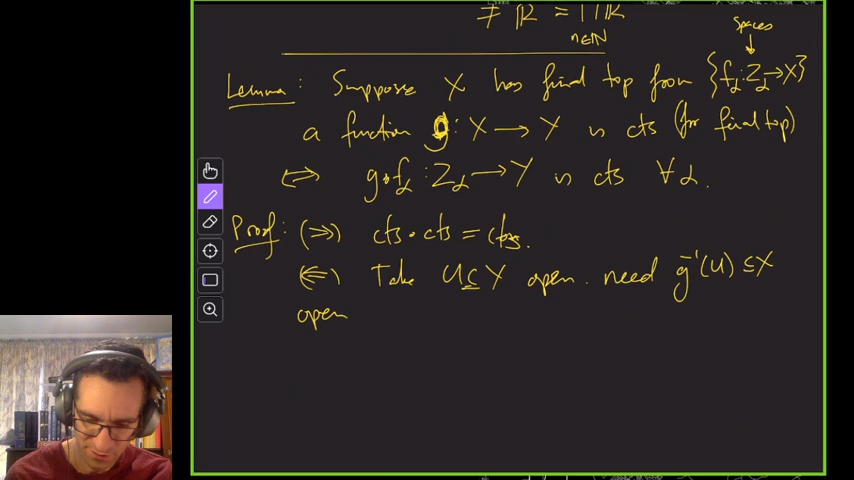 ≠ ℝ = ∏ ℝ
n∈ℕ
Spaces
↓
Lemma: Suppose X has final top from {f_α : Z_α → X}
a function g : X → Y is cts (for final top)
⟺ g∘f_α : Z_α → Y is cts ∀α.
Proof: (⇒) cts∘cts = cts.
(⇐) Take U ⊆ Y open. need g⁻¹(U) ⊆ X
open